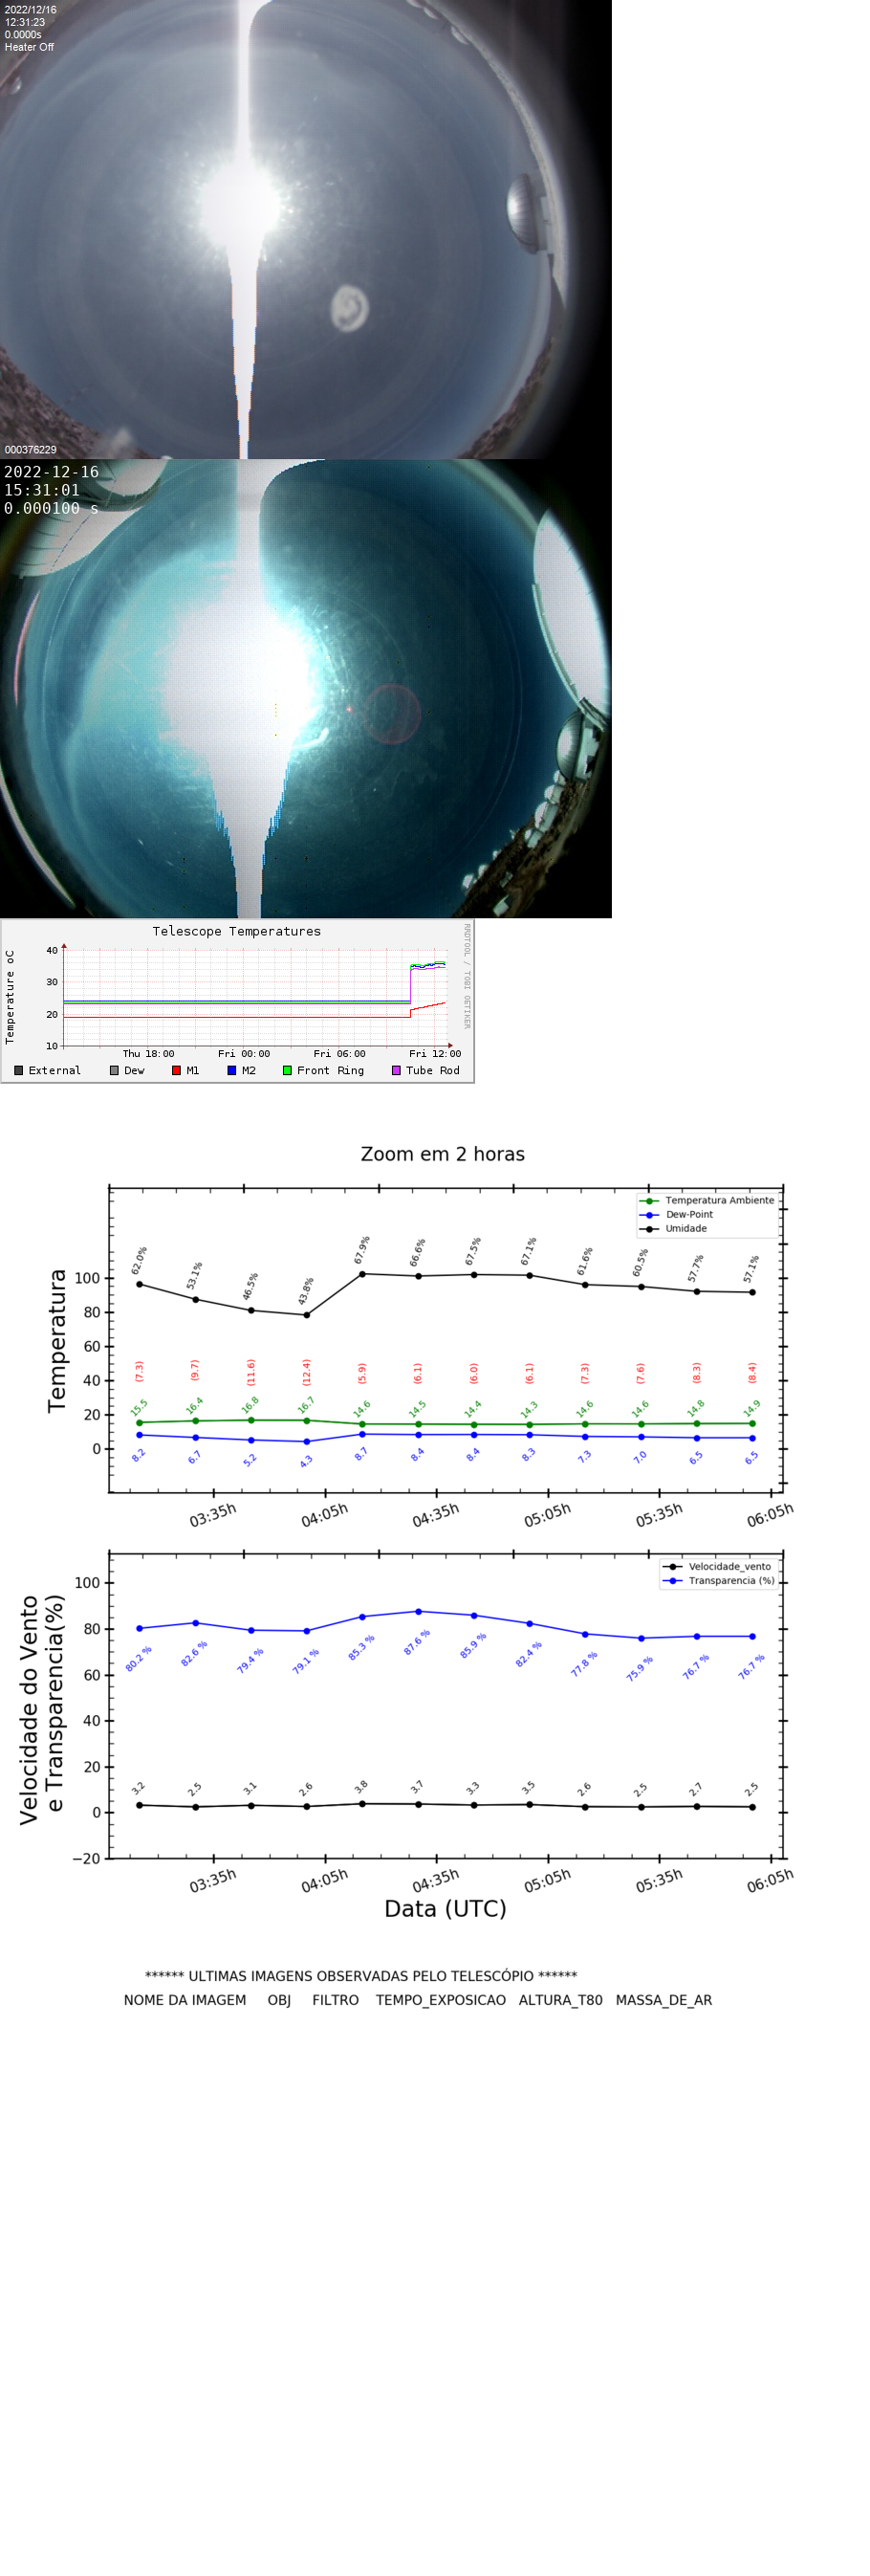 2022/12/16
12:31:23
0.0000s
Heater Off
000376229
2022-12-16
15:31:01
0.000100 s
Telescope Temperatures
RRDTOOL / TOBI OETIKER
Temperature oC
40
30
20
10
Thu 18:00 Fri 00:00 Fri 06:00 Fri 12:00
External Dew M1 M2 Front Ring Tube Rod
Zoom em 2 horas
Temperatura Ambiente
Dew-Point
Umidade
Temperatura
100
80
60
40
20
0
62.0% 53.1% 46.5% 43.8% 67.9% 66.6% 67.5% 67.1% 61.6% 60.5% 57.7% 57.1%
(7.3) (9.7) (11.6) (12.4) (5.9) (6.1) (6.0) (6.1) (7.3) (7.6) (8.3) (8.4)
15.5 16.4 16.8 16.7 14.6 14.5 14.4 14.3 14.6 14.6 14.8 14.9
8.2 6.7 5.2 4.3 8.7 8.4 8.4 8.3 7.3 7.0 6.5 6.5
03:35h 04:05h 04:35h 05:05h 05:35h 06:05h
Velocidade_vento
Transparencia (%)
Velocidade do Vento
e Transparencia(%)
100
80
60
40
20
0
−20
80.2 % 82.6 % 79.4 % 79.1 % 85.3 % 87.6 % 85.9 % 82.4 % 77.8 % 75.9 % 76.7 % 76.7 %
3.2 2.5 3.1 2.6 3.8 3.7 3.3 3.5 2.6 2.5 2.7 2.5
03:35h 04:05h 04:35h 05:05h 05:35h 06:05h
Data (UTC)
****** ULTIMAS IMAGENS OBSERVADAS PELO TELESCÓPIO ******
NOME DA IMAGEM OBJ FILTRO TEMPO_EXPOSICAO ALTURA_T80 MASSA_DE_AR